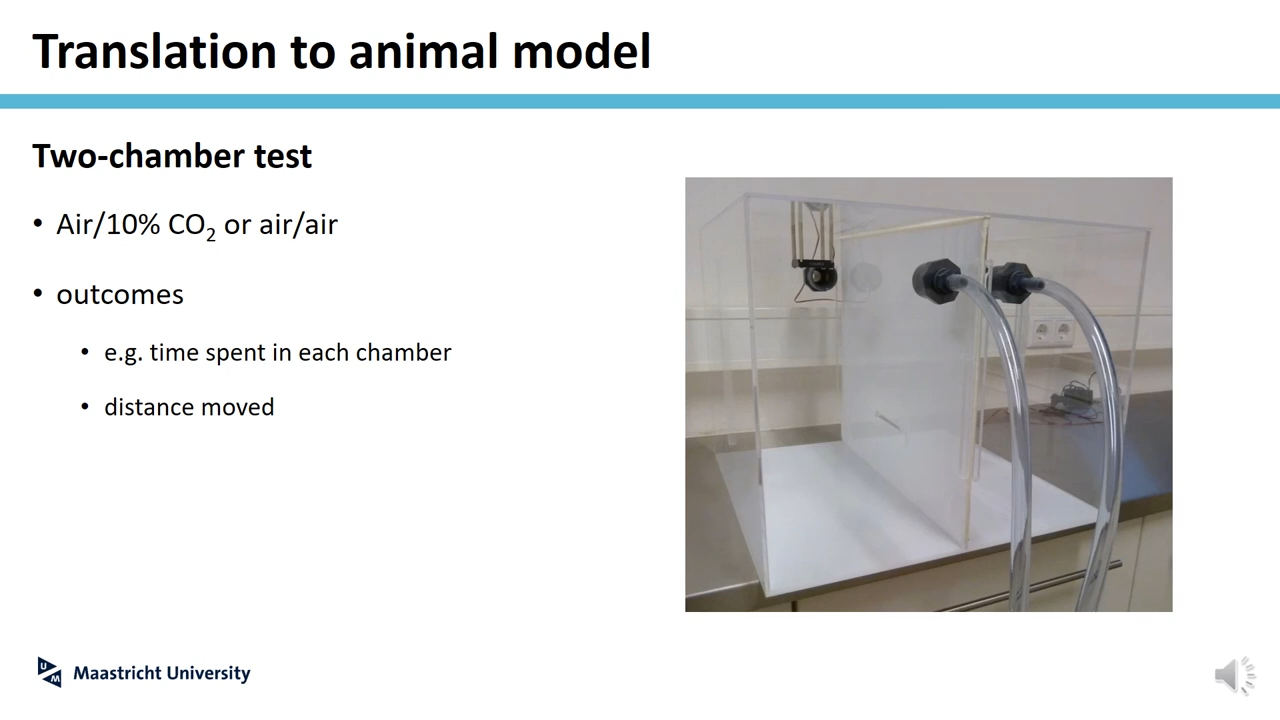 Translation to animal model
Two-chamber test
• Air/10% CO₂ or air/air
• outcomes
• e.g. time spent in each chamber
• distance moved
UM Maastricht University